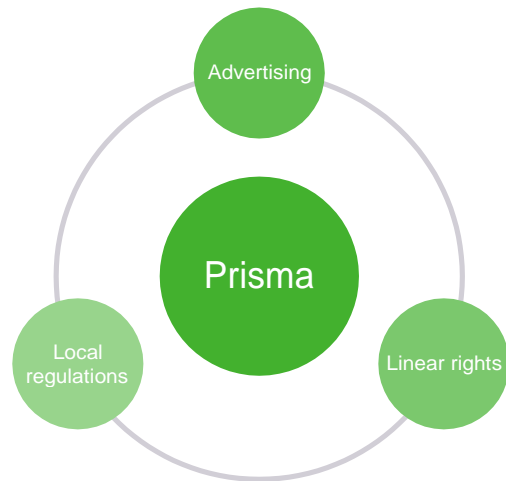 Advertising
Prisma
Local
regulations
Linear rights